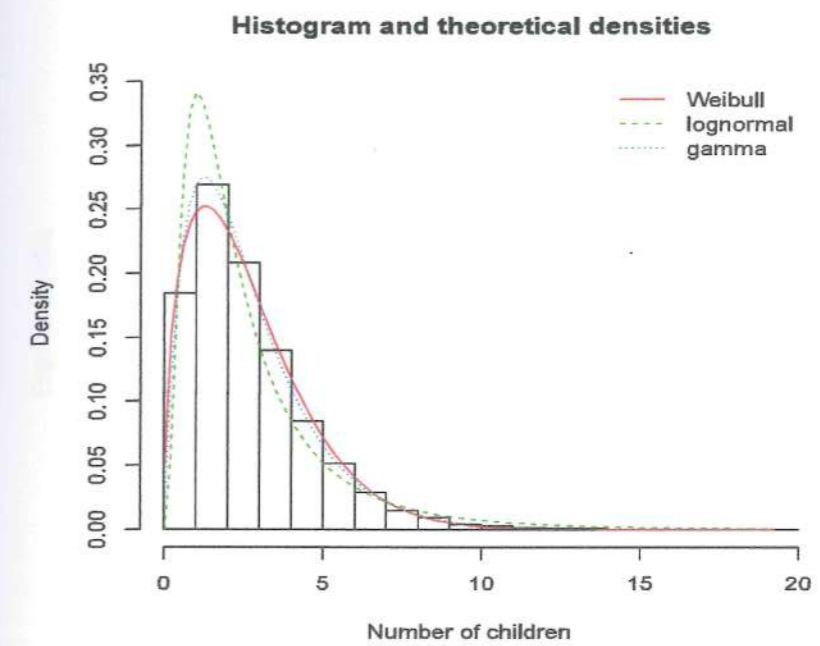 Histogram and theoretical densities
Weibull
lognormal
gamma
0.35
0.30
0.25
0.20
0.15
0.10
0.05
0.00
Density
0 5 10 15 20
Number of children